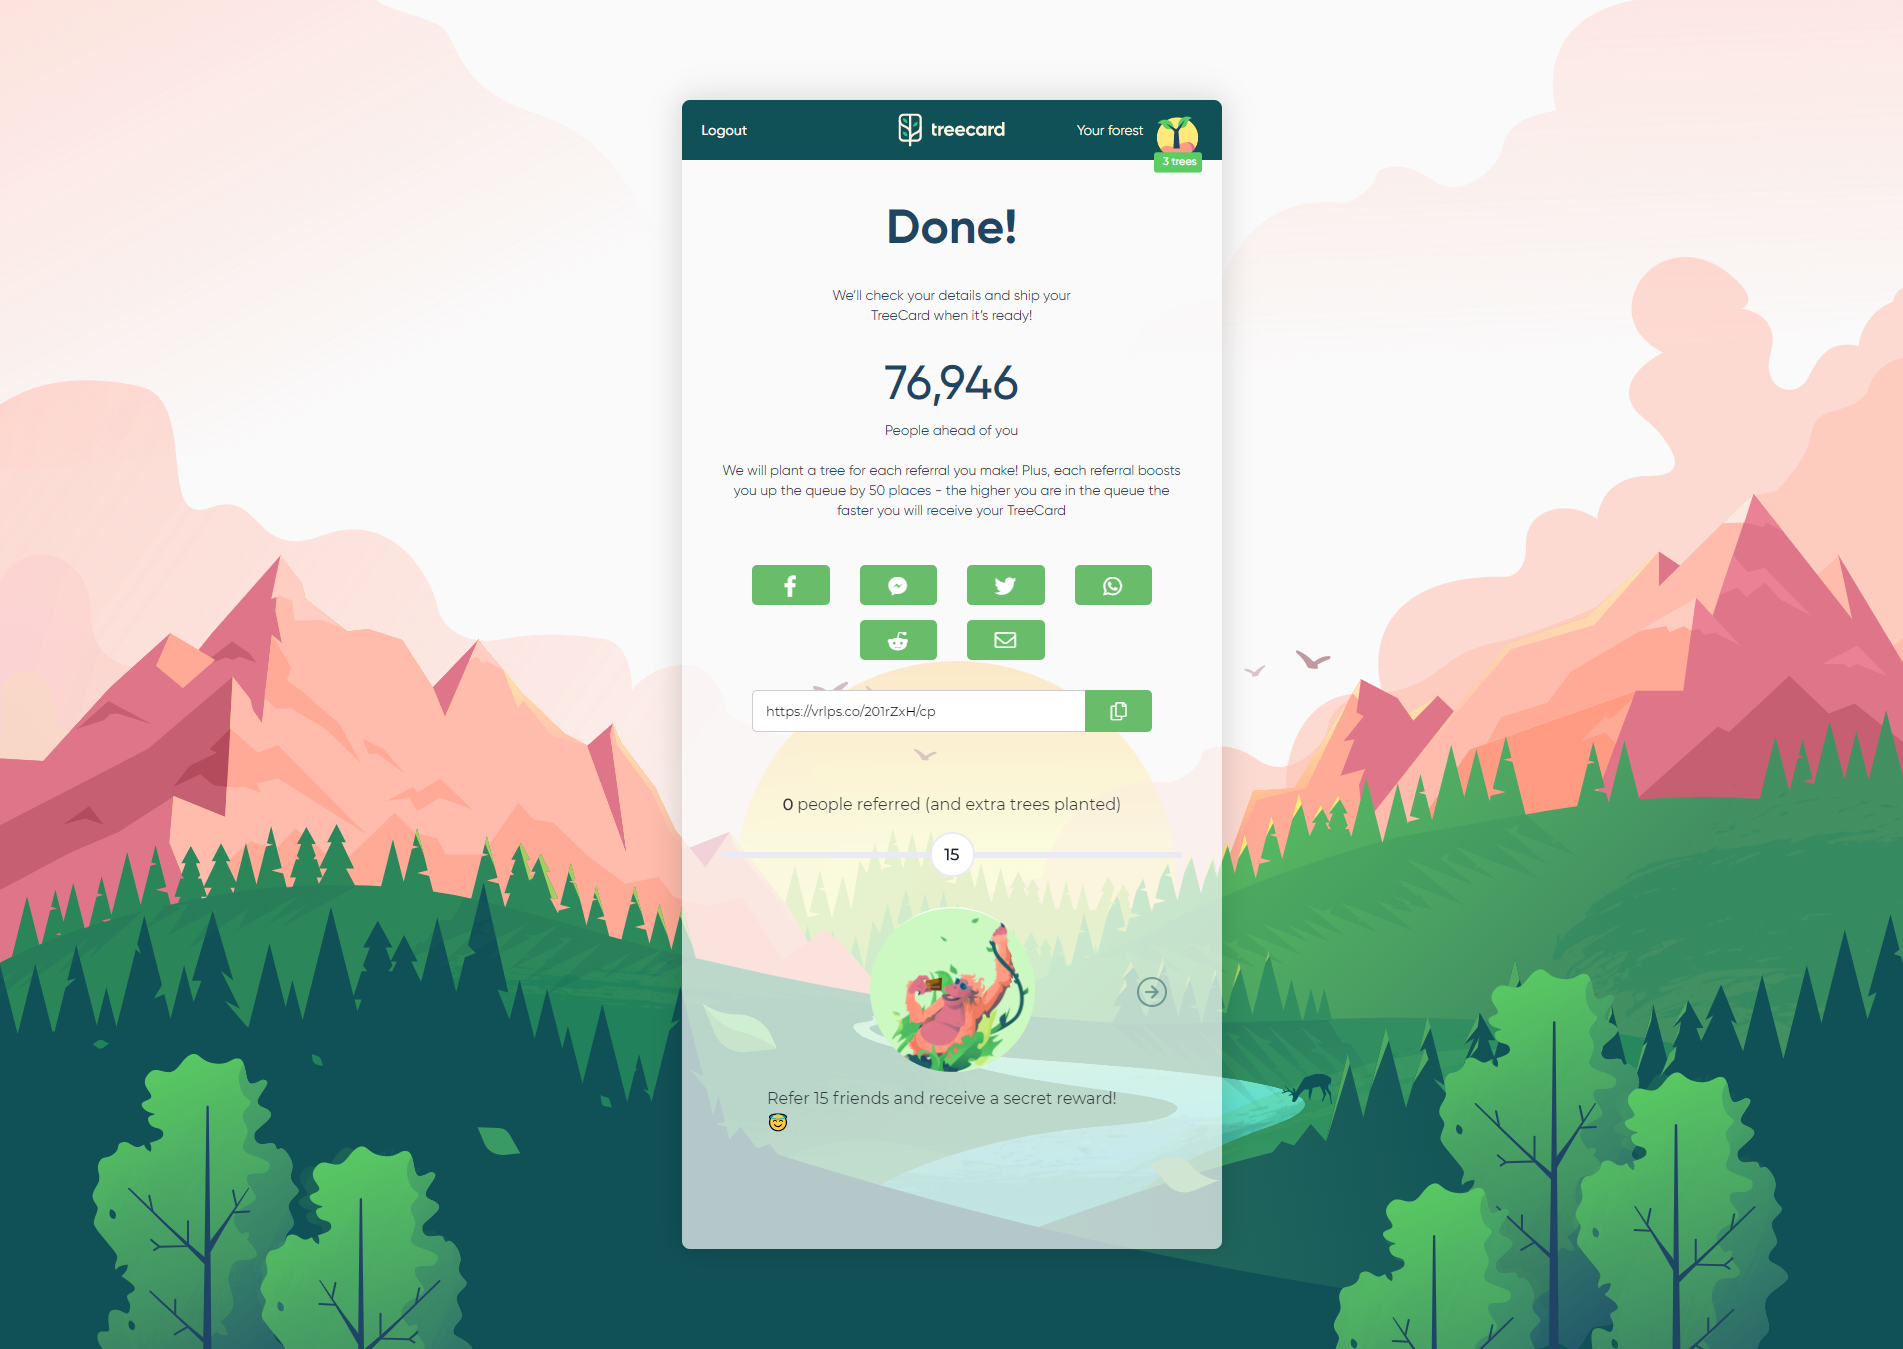 Logout
treecard
Your forest
3 trees
Done!
We'll check your details and ship your
TreeCard when it's ready!
76,946
People ahead of you
We will plant a tree for each referral you make! Plus, each referral boosts
you up the queue by 50 places - the higher you are in the queue the
faster you will receive your TreeCard
https://vrlps.co/201rZxH/cp
0 people referred (and extra trees planted)
15
Refer 15 friends and receive a secret reward!
😇